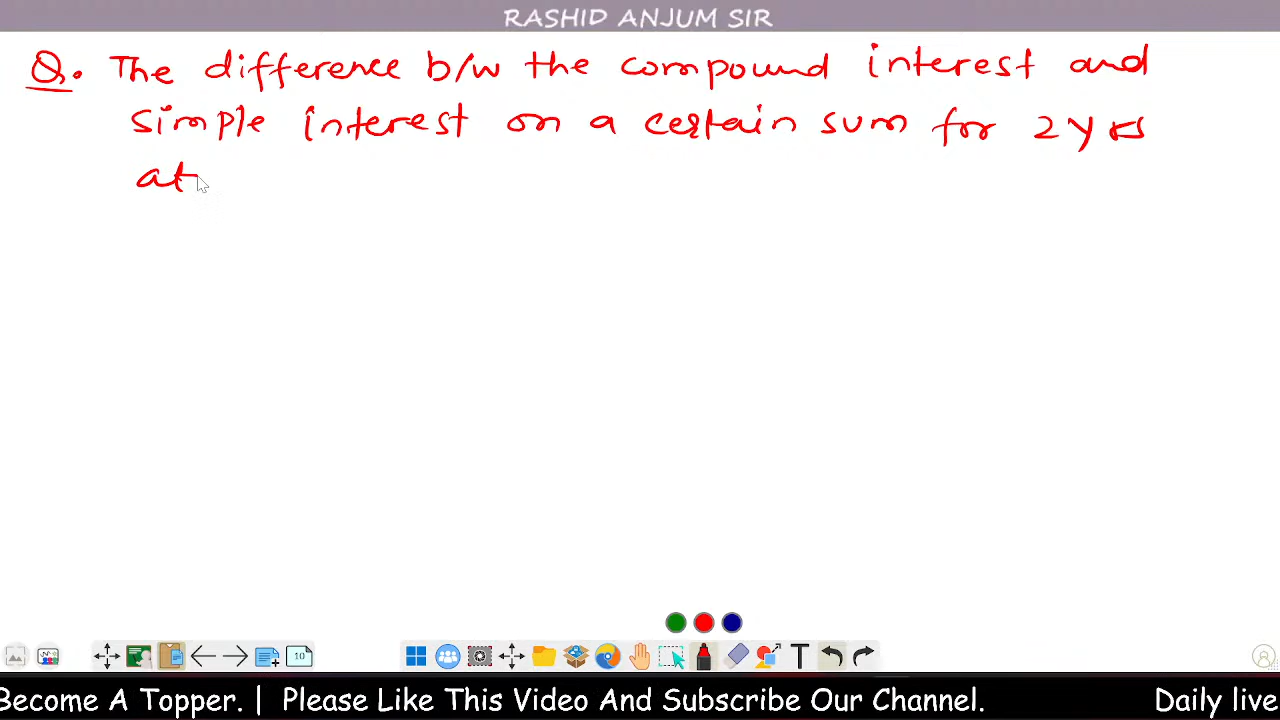 RASHID ANJUM SIR
Q. The difference b/w the compound interest and
simple interest on a certain sum for 2 yrs
at
10
Become A Topper. | Please Like This Video And Subscribe Our Channel. Daily live